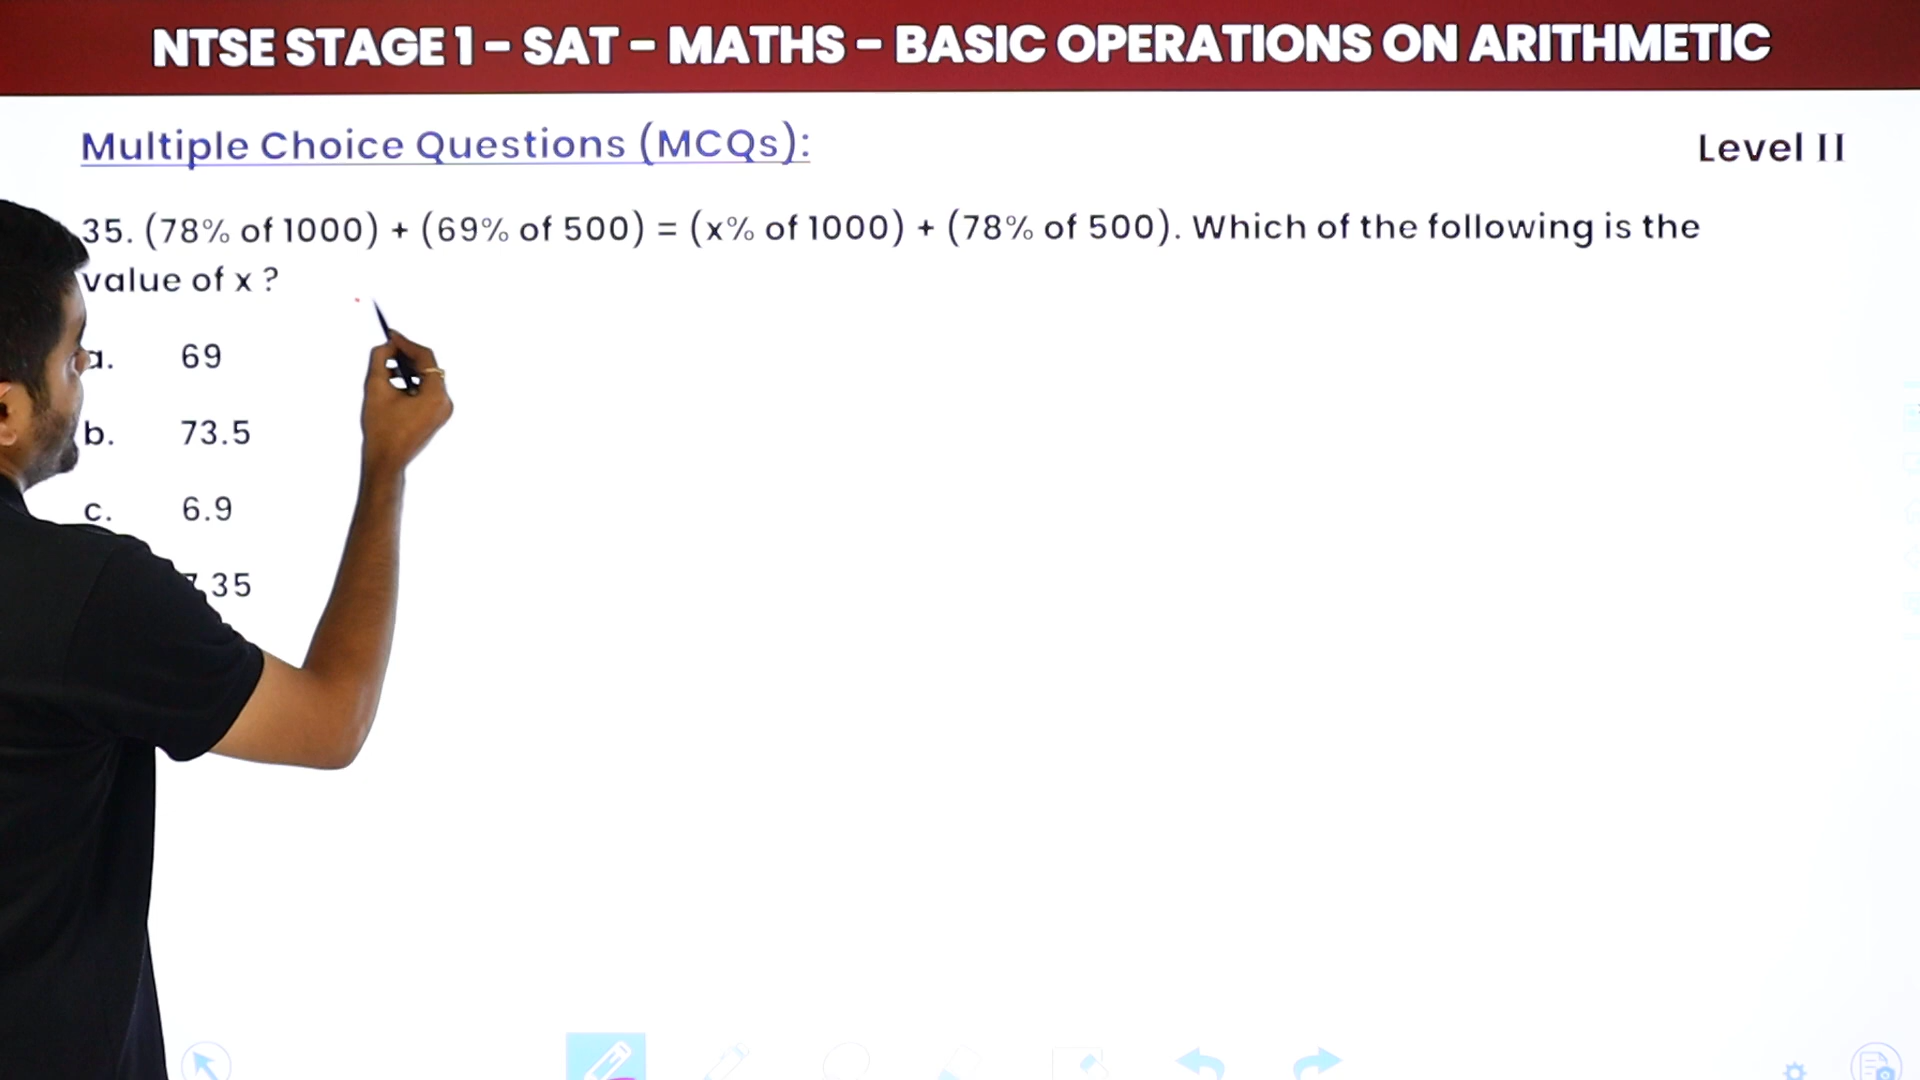 NTSE STAGE 1 – SAT – MATHS – BASIC OPERATIONS ON ARITHMETIC
Multiple Choice Questions (MCQs):
Level II
35. (78% of 1000) + (69% of 500) = (x% of 1000) + (78% of 500). Which of the following is the
value of x ?
a. 69
b. 73.5
c. 6.9
.35